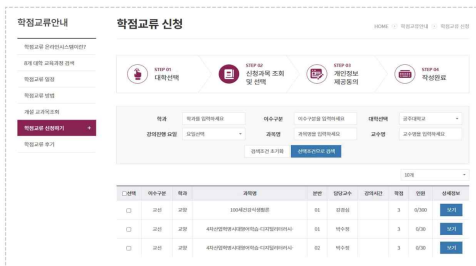 학점교류안내
학점교류 온라인시스템이란?
8개 대학 교육과정 검색
학점교류 일정
학점교류 방법
개설 교과목조회
학점교류 신청하기
학점교류 후기
학점교류 신청
HOME 학점교류안내 학점교류 신청
STEP 01
대학선택
STEP 02
신청과목 조회
및 선택
STEP 03
개인정보
제공동의
STEP 04
작성완료
학과 학과를 입력하세요 이수구분 이수구분을 입력하세요 대학선택 공주대학교
강의진행 요일 요일선택 과목명 과목명을 입력하세요 교수명 교수명을 입력하세요
검색조건 초기화 선택조건으로 검색
10개
선택 이수구분 학과 과목명 분반 담당교수 강의시간 학점 인원 상세정보
교선 교양 100세건강식생활론 01 3 0/300 보기
교선 교양 01 박수정 3 0/30 보기
교선 교양 02 박수정 3 0/30 보기